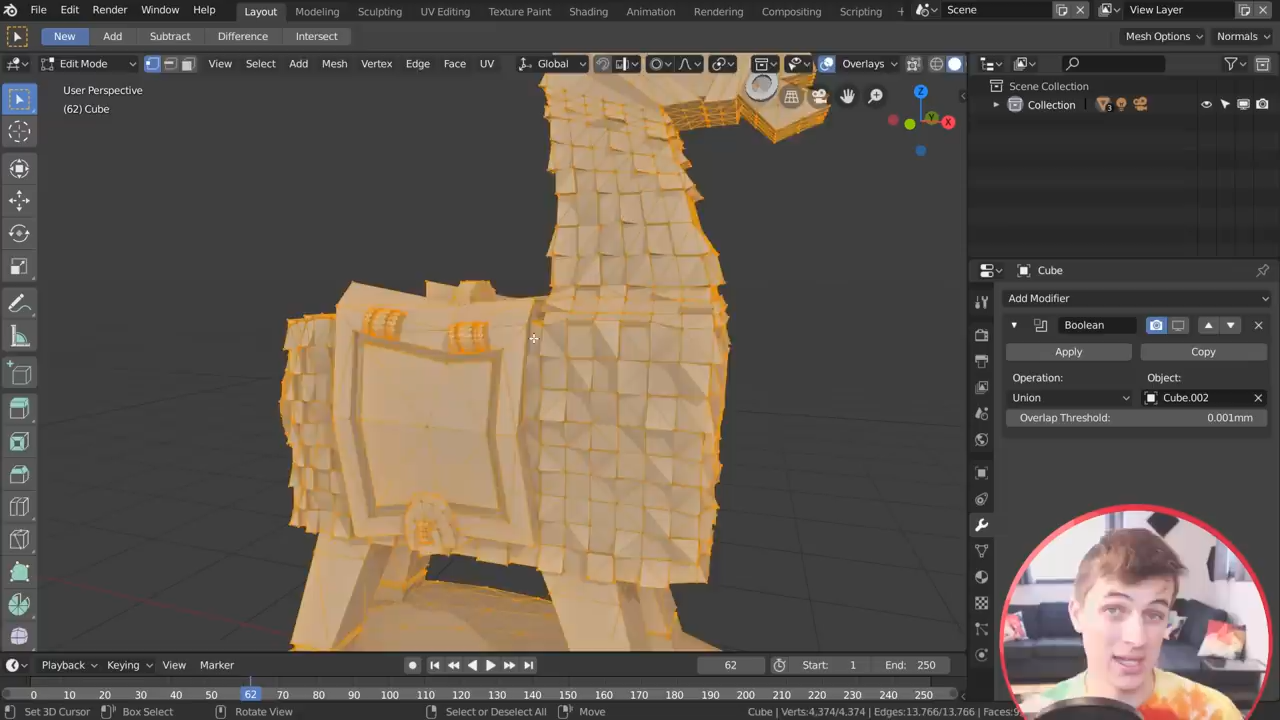 File Edit Render Window Help Layout Modeling Sculpting UV Editing Texture Paint Shading Animation Rendering Compositing Scripting + Scene View Layer
New Add Subtract Difference Intersect Mesh Options Normals
Edit Mode View Select Add Mesh Vertex Edge Face UV Global Overlays
User Perspective
(62) Cube
Z
Y
X
Scene Collection
Collection 3
Cube
Add Modifier
Boolean
Apply Copy
Operation: Object:
Union Cube.002
Overlap Threshold: 0.001mm
Playback Keying View Marker 62 Start: 1 End: 250
0 10 20 30 40 50 62 70 80 90 100 110 120 130 140 150 160 170 180 190 200 210 220 230 240 250
Set 3D Cursor Box Select Rotate View Select or Deselect All Move Cube | Verts:4,374/4,374 | Edges:13,766/13,766 |